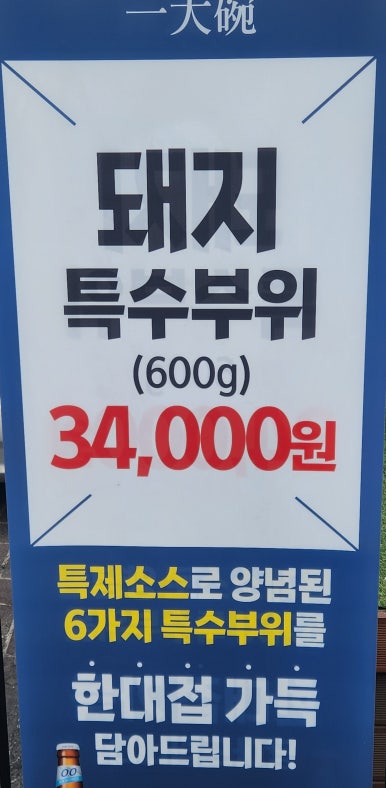 一大碗
돼지
특수부위
(600g)
34,000원
특제소스로 양념된
6가지 특수부위를
한대접 가득
담아드립니다!